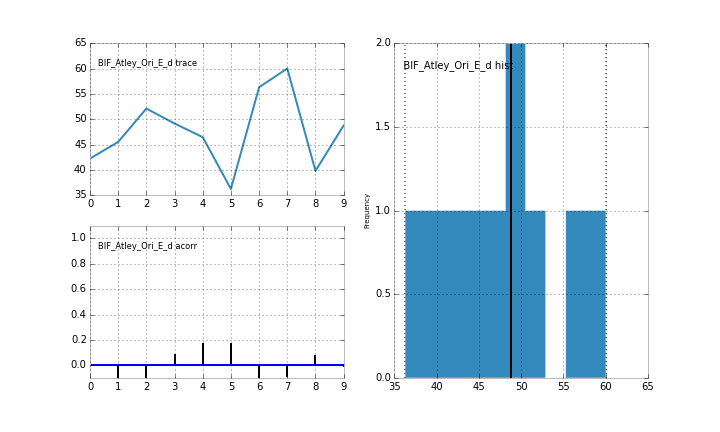 65
60
55
50
45
40
35
BIF_Atley_Ori_E_d trace
0 1 2 3 4 5 6 7 8 9
1.0
0.8
0.6
0.4
0.2
0.0
BIF_Atley_Ori_E_d acorr
0 1 2 3 4 5 6 7 8 9
2.0
1.5
1.0
0.5
0.0
Frequency
BIF_Atley_Ori_E_d hist
35 40 45 50 55 60 65